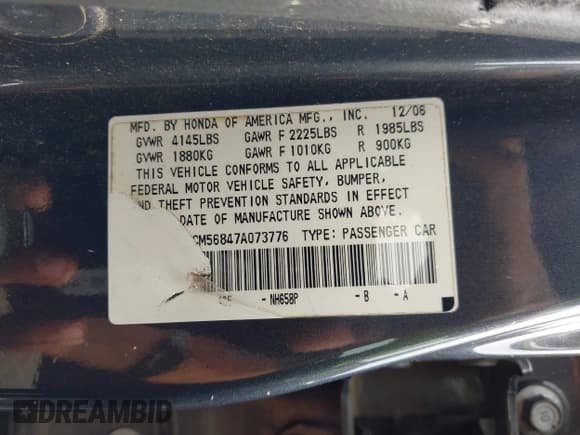 MFD. BY HONDA OF AMERICA MFG., INC. 12/06
GVWR 4145LBS GAWR F 2225LBS R 1985LBS
GVWR 1880KG GAWR F 1010KG R 900KG
THIS VEHICLE CONFORMS TO ALL APPLICABLE
FEDERAL MOTOR VEHICLE SAFETY, BUMPER,
AND THEFT PREVENTION STANDARDS IN EFFECT
DATE OF MANUFACTURE SHOWN ABOVE.
CM56847A073776 TYPE: PASSENGER CAR
- NH658P - B - A
DREAMBID